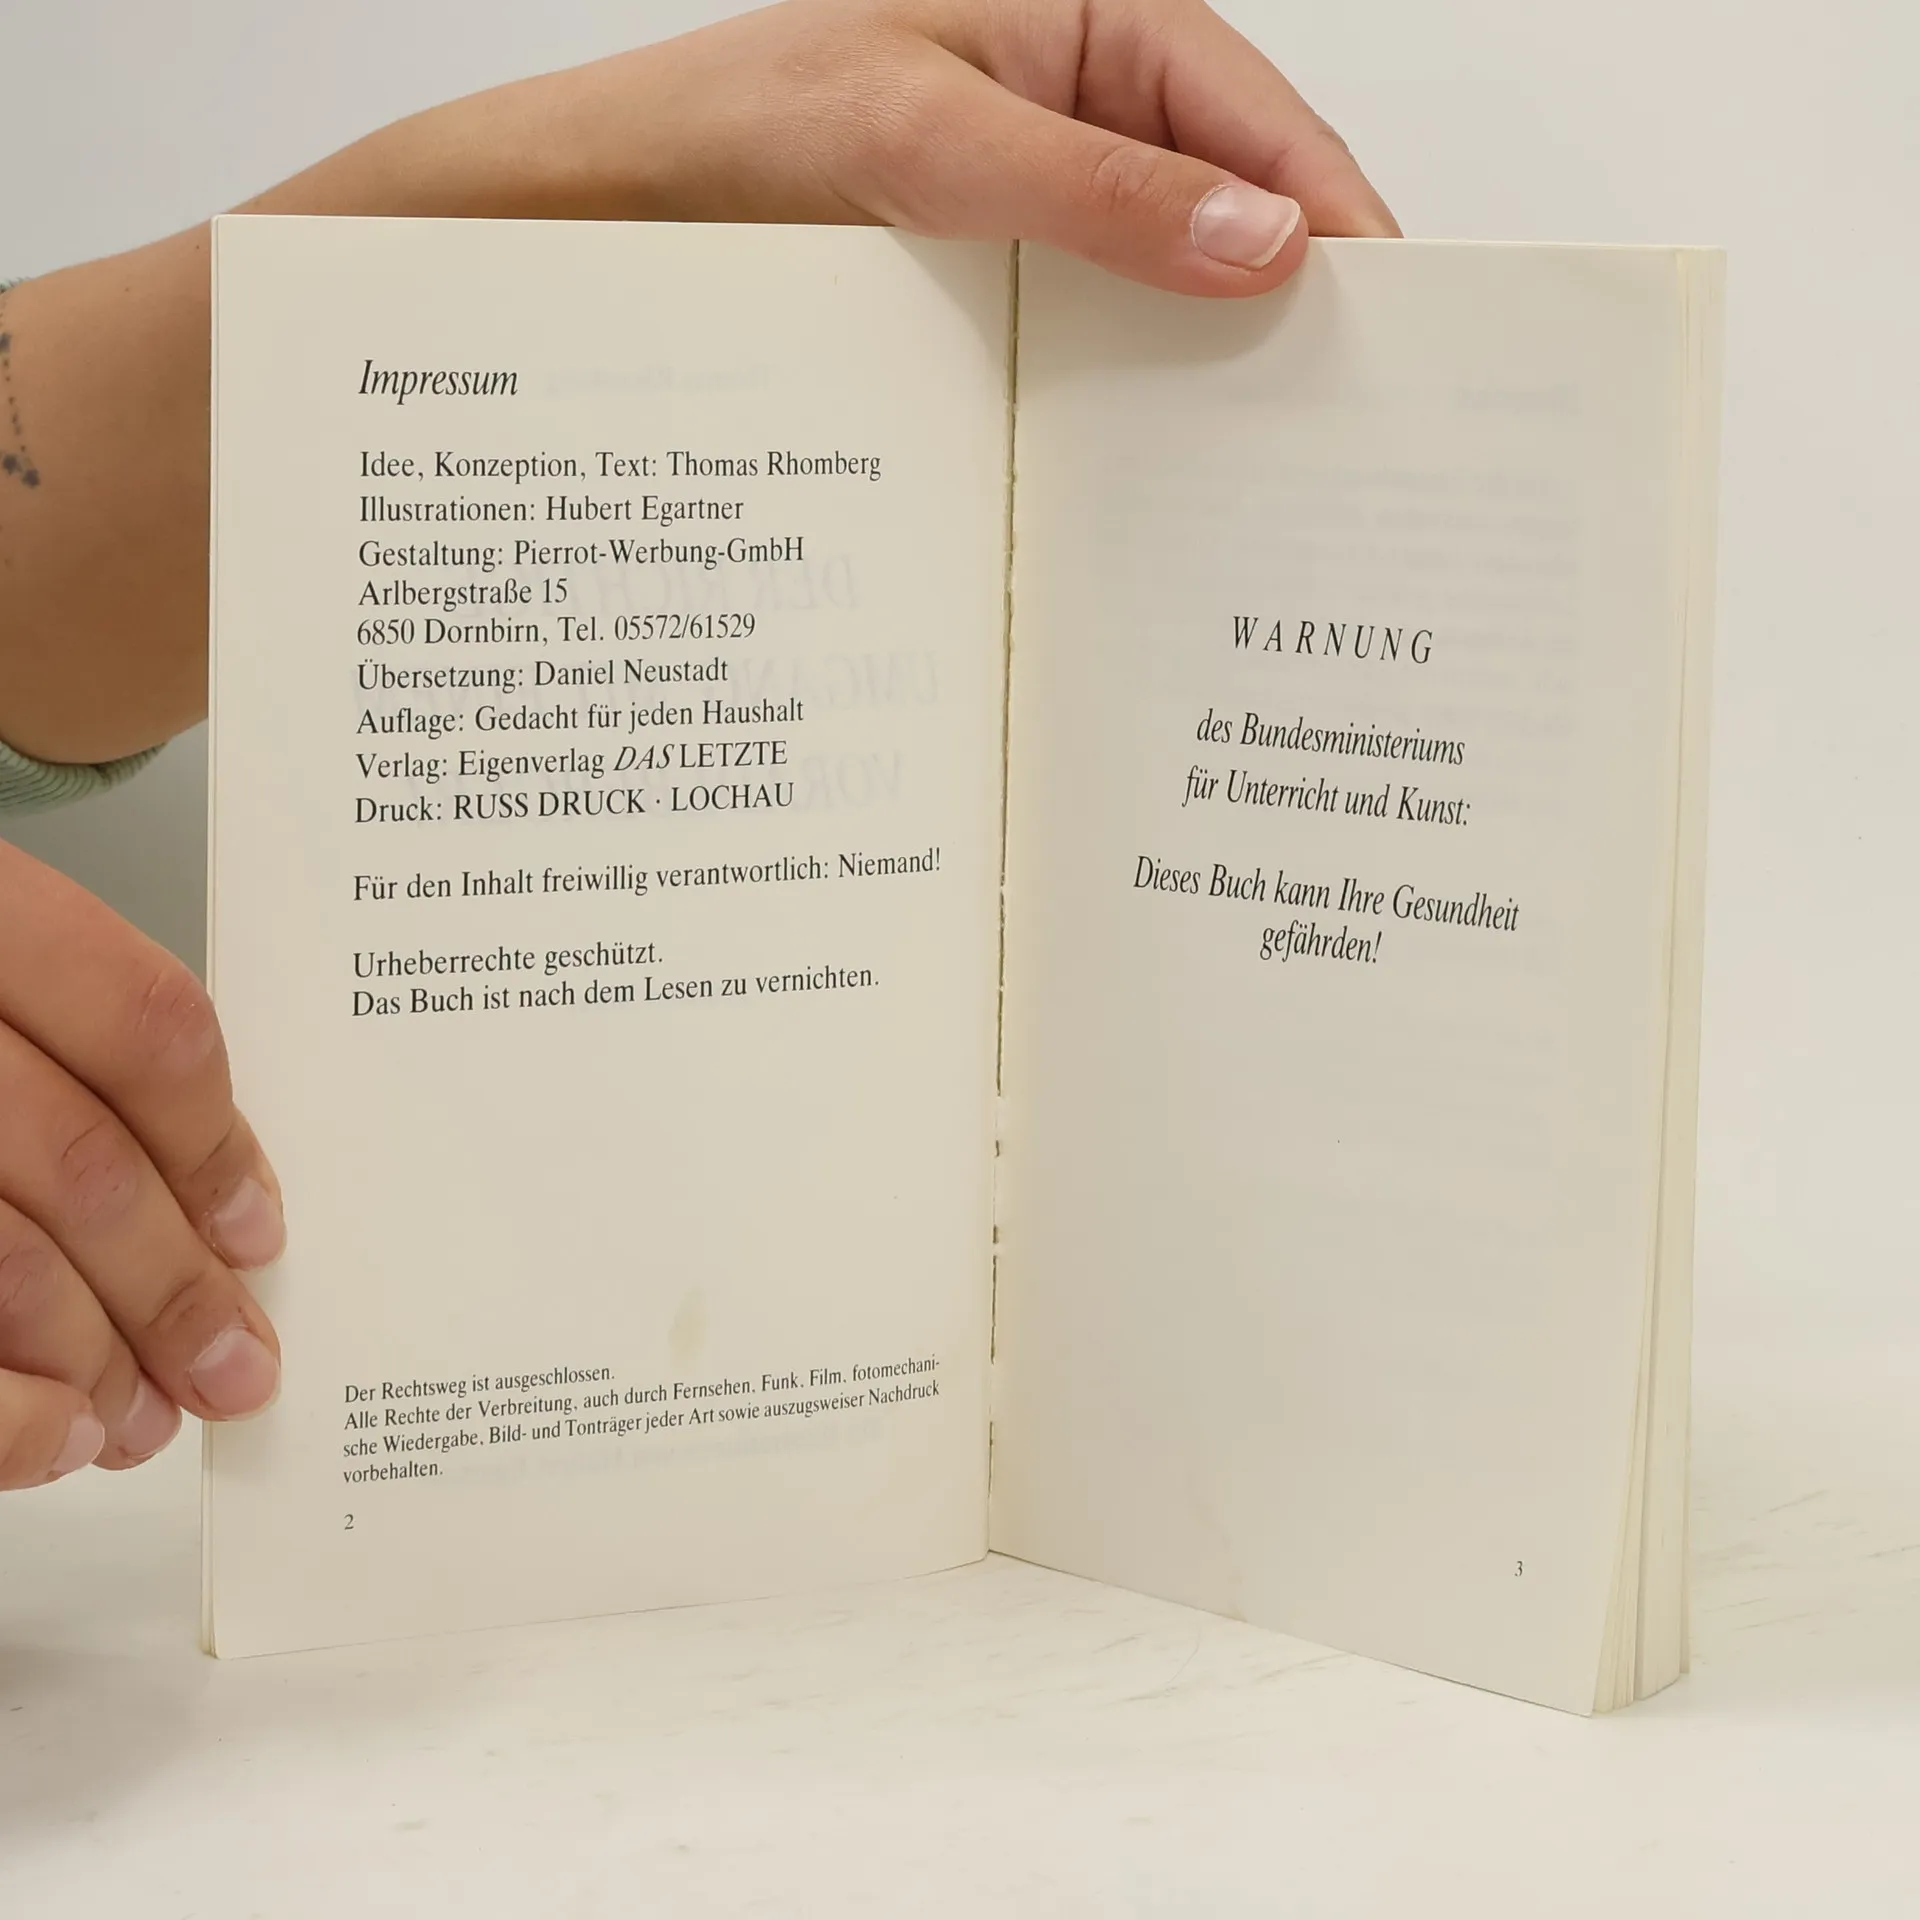 Impressum
Idee, Konzeption, Text: Thomas Rhomberg
Illustrationen: Hubert Egartner
Gestaltung: Pierrot-Werbung-GmbH
Arlbergstraße 15
6850 Dornbirn, Tel. 05572/61529
Übersetzung: Daniel Neustadt
Auflage: Gedacht für jeden Haushalt
Verlag: Eigenverlag DAS LETZTE
Druck: RUSS DRUCK · LOCHAU
Für den Inhalt freiwillig verantwortlich: Niemand!
Urheberrechte geschützt.
Das Buch ist nach dem Lesen zu vernichten.
Der Rechtsweg ist ausgeschlossen.
Alle Rechte der Verbreitung, auch durch Fernsehen, Funk, Film, fotomechani-
sche Wiedergabe, Bild- und Tonträger jeder Art sowie auszugsweiser Nachdruck
vorbehalten.
2
WARNUNG
des Bundesministeriums
für Unterricht und Kunst:
Dieses Buch kann Ihre Gesundheit
gefährden!
3